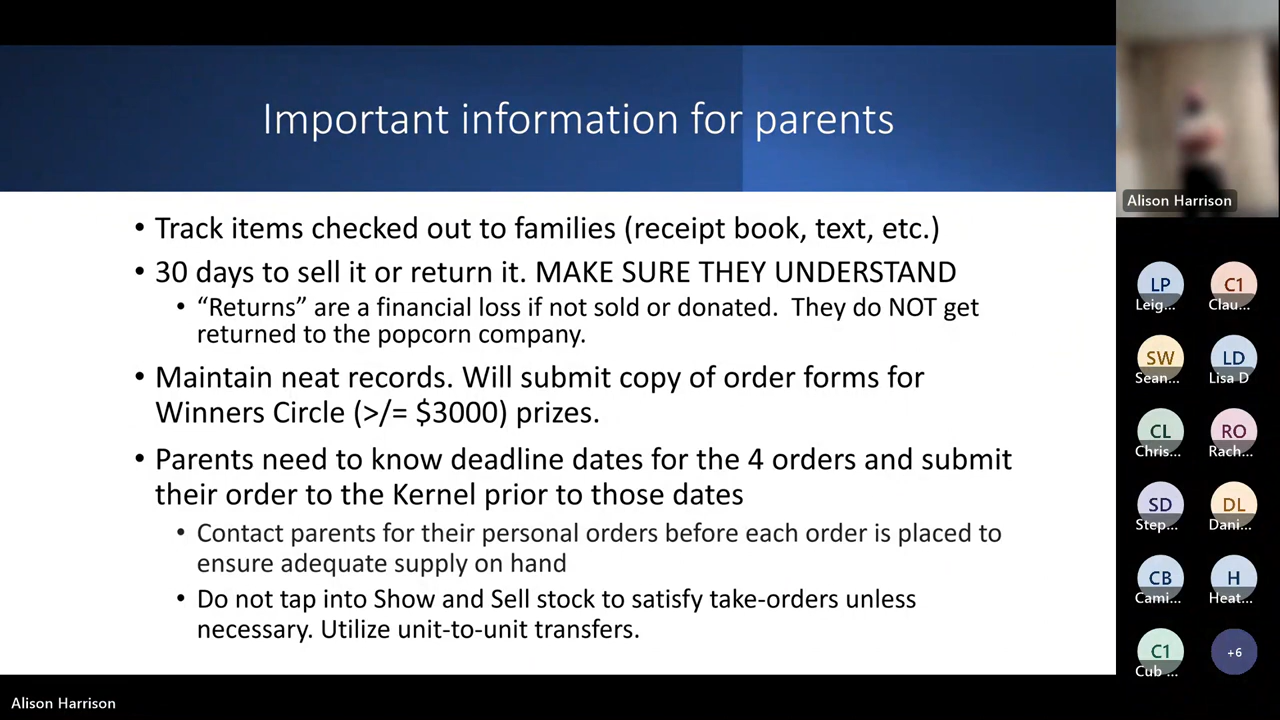 Important information for parents
• Track items checked out to families (receipt book, text, etc.)
• 30 days to sell it or return it. MAKE SURE THEY UNDERSTAND
• “Returns” are a financial loss if not sold or donated.  They do NOT get
returned to the popcorn company.
• Maintain neat records. Will submit copy of order forms for
Winners Circle (>/= $3000) prizes.
• Parents need to know deadline dates for the 4 orders and submit
their order to the Kernel prior to those dates
• Contact parents for their personal orders before each order is placed to
ensure adequate supply on hand
• Do not tap into Show and Sell stock to satisfy take-orders unless
necessary. Utilize unit-to-unit transfers.
Alison Harrison
LP
Leig...
C1
Clau...
SW
Sean...
LD
Lisa D
CL
Chris...
RO
Rach...
SD
Step...
DL
Dani...
CB
Cami...
H
Heat...
C1
Cub ...
+6
Alison Harrison